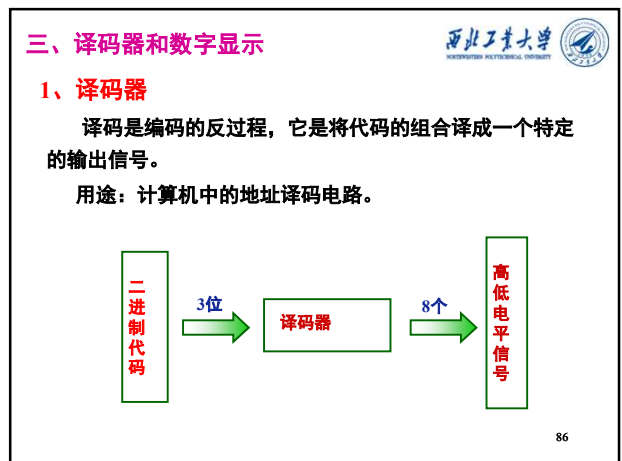 三、译码器和数字显示
西北工业大学
NORTHWESTERN POLYTECHNICAL UNIVERSITY
1、译码器
译码是编码的反过程，它是将代码的组合译成一个特定
的输出信号。
用途：计算机中的地址译码电路。
二进制代码
3位
译码器
8个
高低电平信号
86